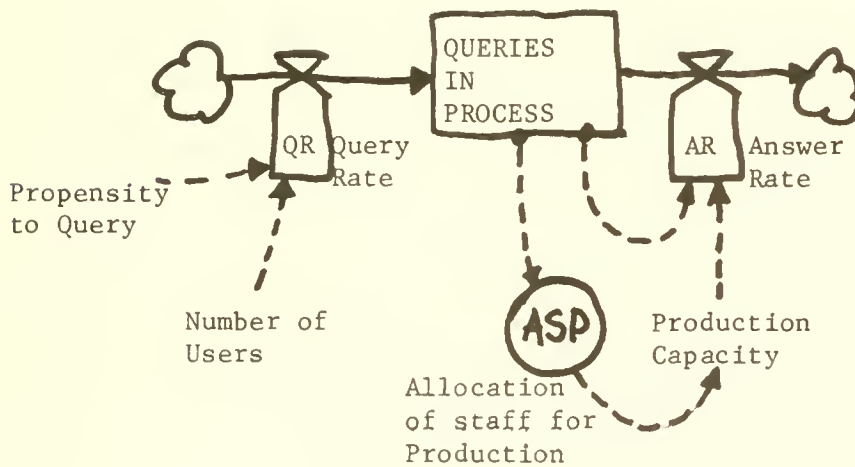 QUERIES
IN
PROCESS
QR Query
Rate
AR Answer
Rate
Propensity
to Query
Number of
Users
ASP
Production
Capacity
Allocation
of staff for
Production